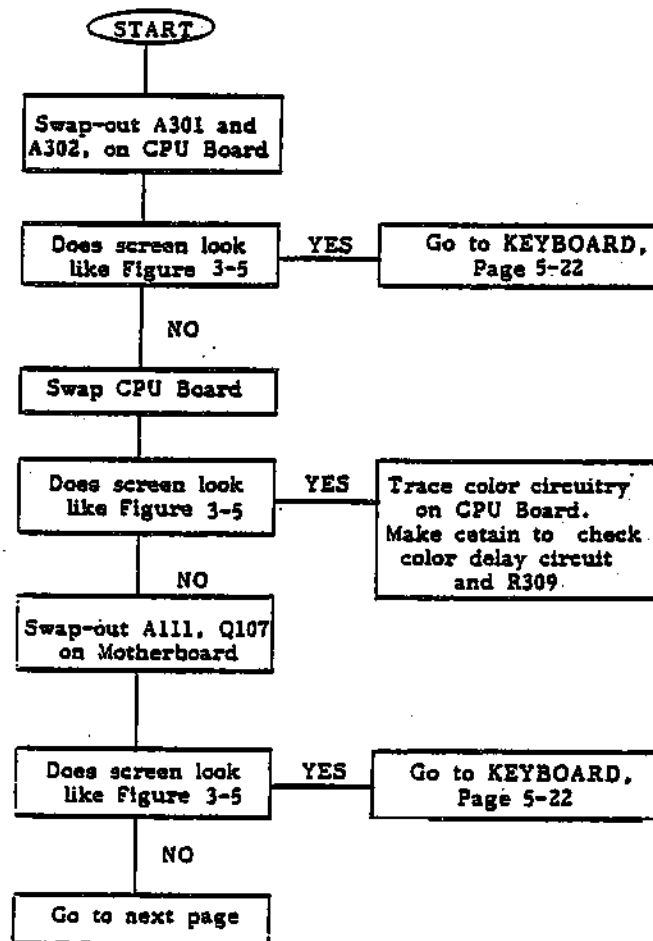 START
Swap-out A301 and
A302, on CPU Board
Does screen look
like Figure 3-5
YES
Go to KEYBOARD,
Page 5-22
NO
Swap CPU Board
Does screen look
like Figure 3-5
YES
Trace color circuitry
on CPU Board.
Make cetain to check
color delay circuit
and R309
NO
Swap-out A111, Q107
on Motherboard
Does screen look
like Figure 3-5
YES
Go to KEYBOARD,
Page 5-22
NO
Go to next page